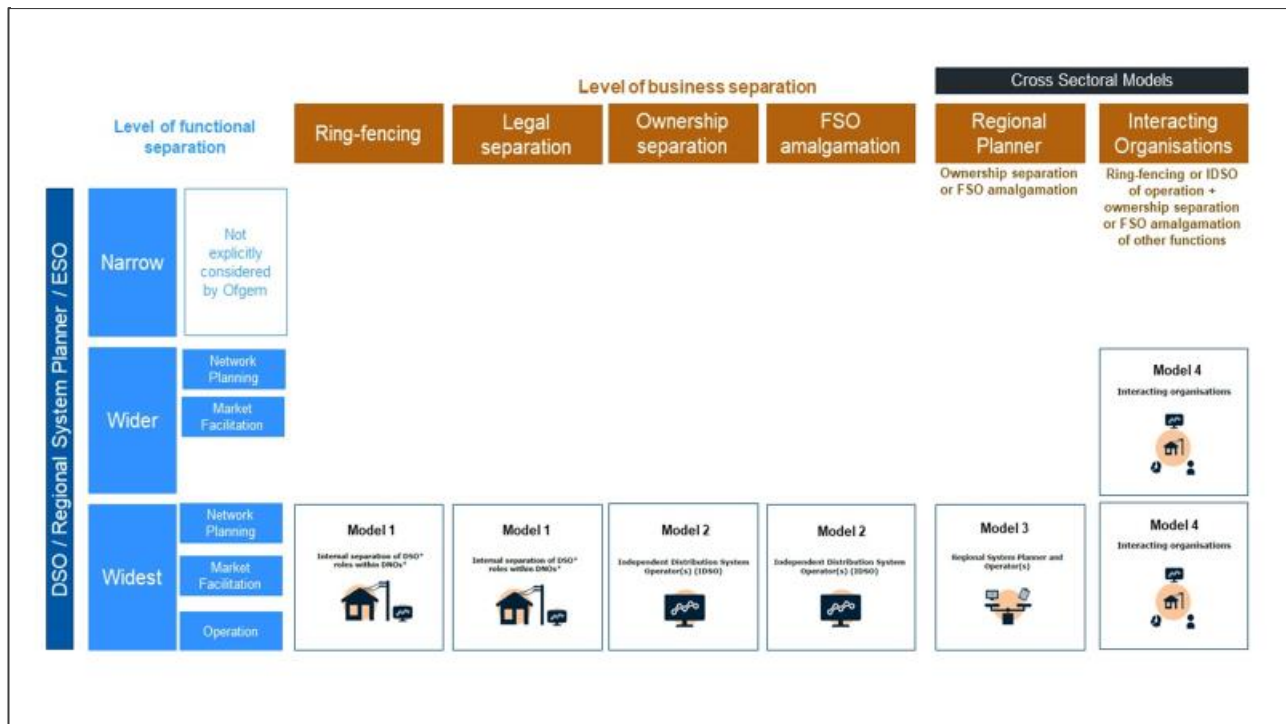 Level of business separation
Cross Sectoral Models
Level of functional
separation
Ring-fencing
Legal
separation
Ownership
separation
FSO
amalgamation
Regional
Planner
Interacting
Organisations
Ownership separation
or FSO amalgamation
Ring-fencing or IDSO
of operation +
ownership separation
or FSO amalgamation
of other functions
DSO / Regional System Planner / ESO
Narrow
Not
explicitly
considered
by Ofgem
Wider
Network
Planning
Market
Facilitation
Model 4
Interacting organisations
Widest
Network
Planning
Market
Facilitation
Operation
Model 1
Internal separation of DSO*
roles within DNOs*
Model 1
Internal separation of DSO*
roles within DNOs*
Model 2
Independent Distribution System
Operator(s) (IDSO)
Model 2
Independent Distribution System
Operator(s) (IDSO)
Model 3
Regional System Planner and
Operator(s)
Model 4
Interacting organisations